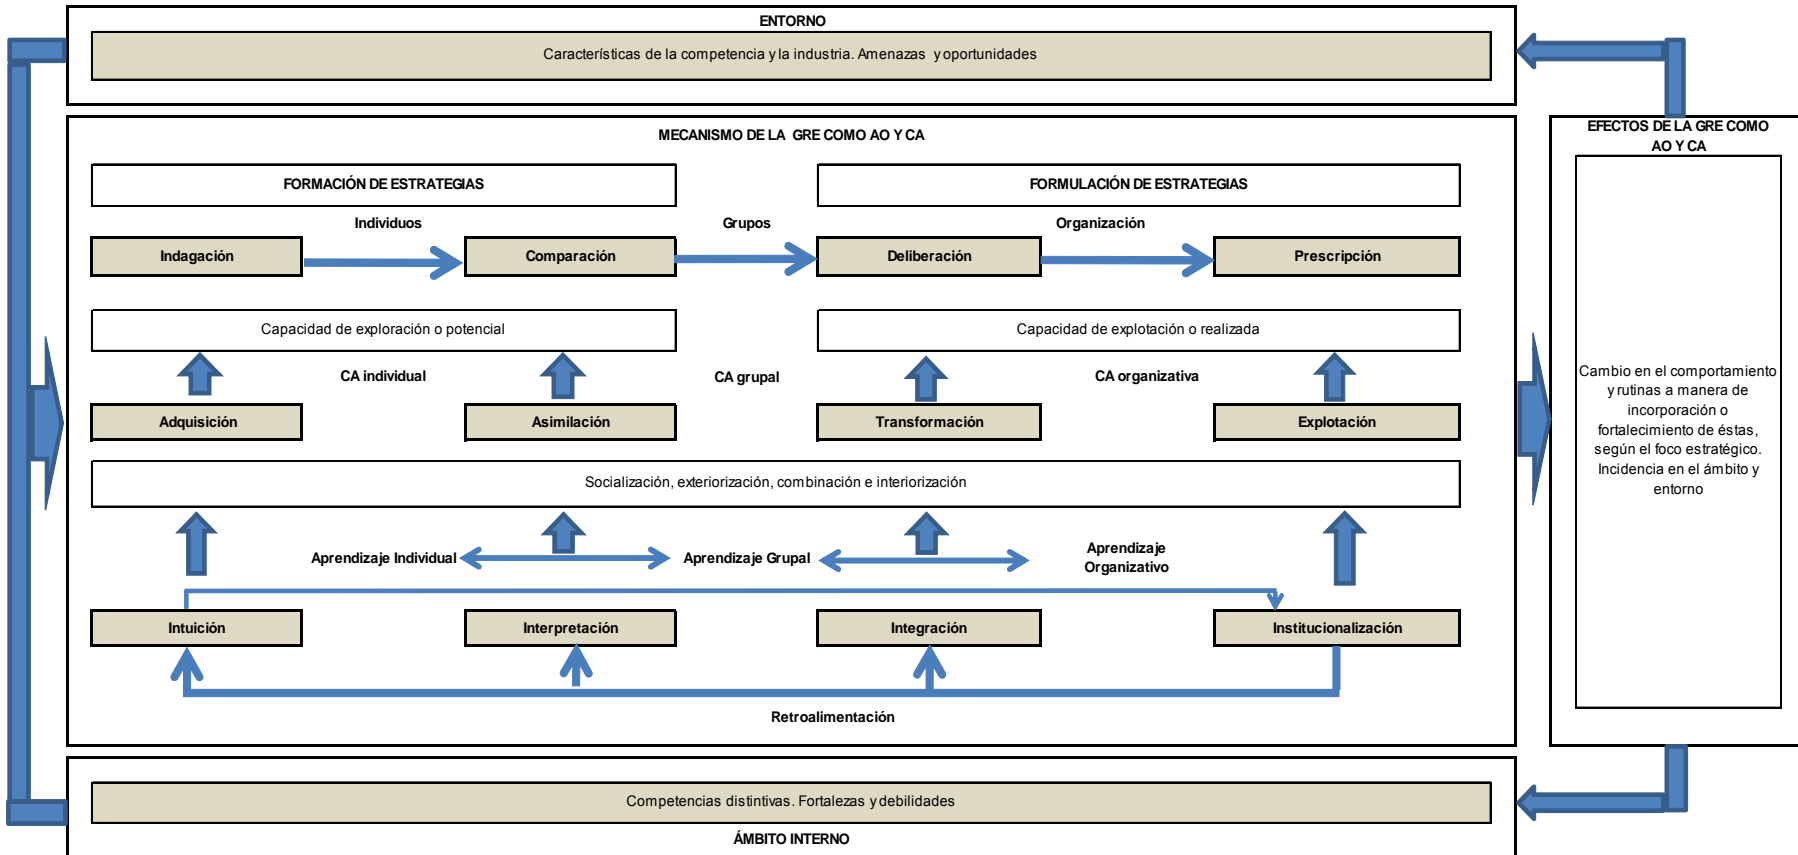 ENTORNO
Características de la competencia y la industria. Amenazas y oportunidades
MECANISMO DE LA GRE COMO AO Y CA
FORMACIÓN DE ESTRATEGIAS
FORMULACIÓN DE ESTRATEGIAS
Individuos
Grupos
Organización
Indagación
Comparación
Deliberación
Prescripción
Capacidad de exploración o potencial
Capacidad de explotación o realizada
CA individual
CA grupal
CA organizativa
Adquisición
Asimilación
Transformación
Explotación
Socialización, exteriorización, combinación e interiorización
Aprendizaje Individual
Aprendizaje Grupal
Aprendizaje
Organizativo
Intuición
Interpretación
Integración
Institucionalización
Retroalimentación
EFECTOS DE LA GRE COMO
AO Y CA
Cambio en el comportamiento
y rutinas a manera de
incorporación o
fortalecimiento de éstas,
según el foco estratégico.
Incidencia en el ámbito y
entorno
Competencias distintivas. Fortalezas y debilidades
ÁMBITO INTERNO